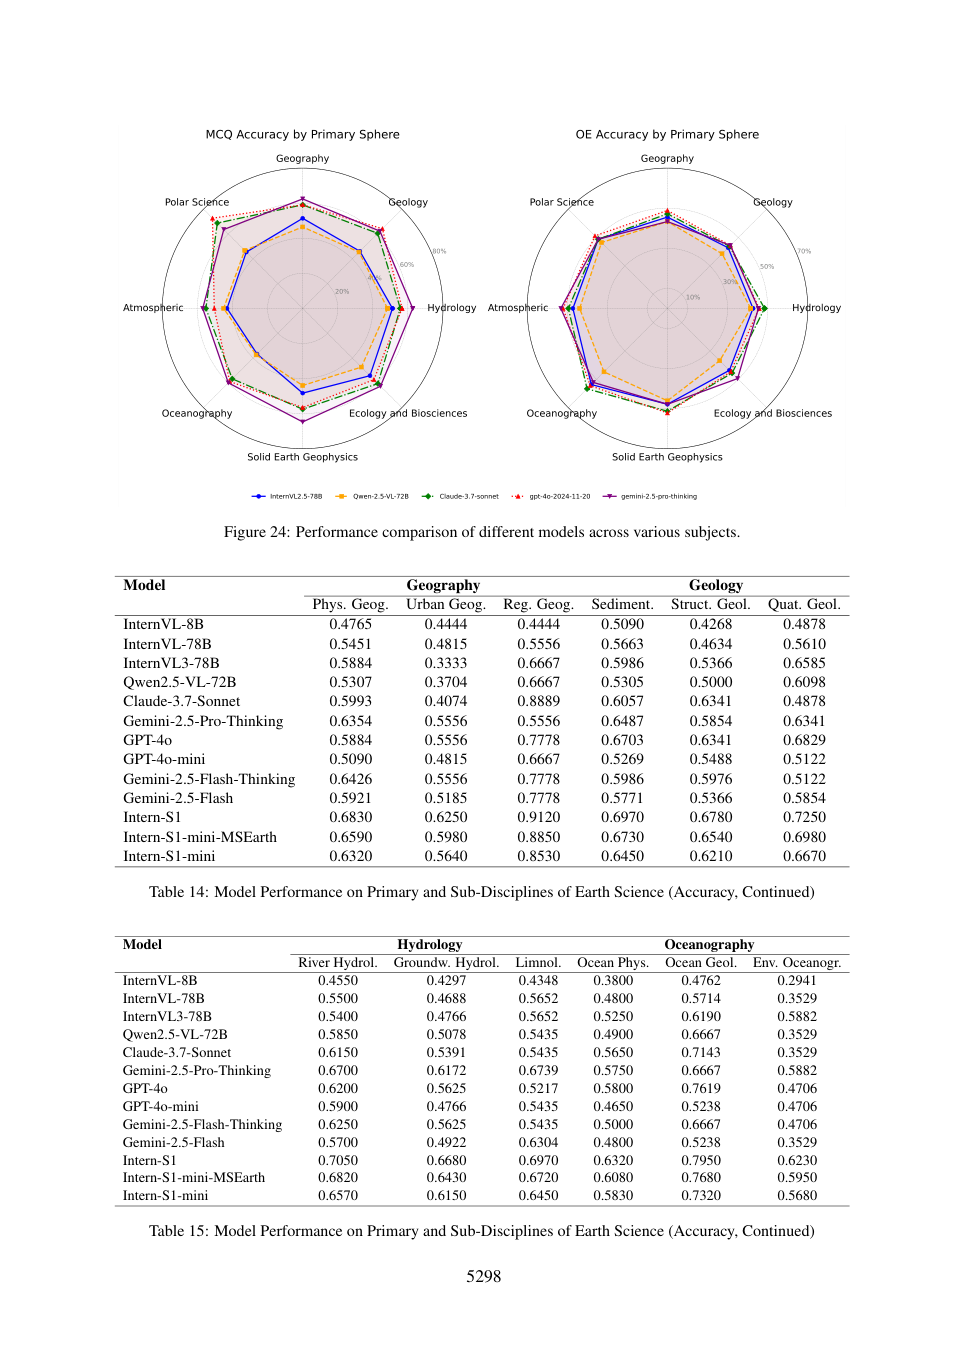 MCQ Accuracy by Primary Sphere
Geography
Polar Science
Geology
80%
60%
40%
20%
Atmospheric
Hydrology
Oceanography
Ecology and Biosciences
Solid Earth Geophysics
OE Accuracy by Primary Sphere
Geography
Polar Science
Geology
70%
50%
30%
10%
Atmospheric
Hydrology
Oceanography
Ecology and Biosciences
Solid Earth Geophysics
InternVL2.5-78B Qwen-2.5-VL-72B Claude-3.7-sonnet gpt-4o-2024-11-20 gemini-2.5-pro-thinking
Figure 24: Performance comparison of different models across various subjects.
Model Geography Geology
Phys. Geog. Urban Geog. Reg. Geog. Sediment. Struct. Geol. Quat. Geol.
InternVL-8B 0.4765 0.4444 0.4444 0.5090 0.4268 0.4878
InternVL-78B 0.5451 0.4815 0.5556 0.5663 0.4634 0.5610
InternVL3-78B 0.5884 0.3333 0.6667 0.5986 0.5366 0.6585
Qwen2.5-VL-72B 0.5307 0.3704 0.6667 0.5305 0.5000 0.6098
Claude-3.7-Sonnet 0.5993 0.4074 0.8889 0.6057 0.6341 0.4878
Gemini-2.5-Pro-Thinking 0.6354 0.5556 0.5556 0.6487 0.5854 0.6341
GPT-4o 0.5884 0.5556 0.7778 0.6703 0.6341 0.6829
GPT-4o-mini 0.5090 0.4815 0.6667 0.5269 0.5488 0.5122
Gemini-2.5-Flash-Thinking 0.6426 0.5556 0.7778 0.5986 0.5976 0.5122
Gemini-2.5-Flash 0.5921 0.5185 0.7778 0.5771 0.5366 0.5854
Intern-S1 0.6830 0.6250 0.9120 0.6970 0.6780 0.7250
Intern-S1-mini-MSEarth 0.6590 0.5980 0.8850 0.6730 0.6540 0.6980
Intern-S1-mini 0.6320 0.5640 0.8530 0.6450 0.6210 0.6670
Table 14: Model Performance on Primary and Sub-Disciplines of Earth Science (Accuracy, Continued)
Model Hydrology Oceanography
River Hydrol. Groundw. Hydrol. Limnol. Ocean Phys. Ocean Geol. Env. Oceanogr.
InternVL-8B 0.4550 0.4297 0.4348 0.3800 0.4762 0.2941
InternVL-78B 0.5500 0.4688 0.5652 0.4800 0.5714 0.3529
InternVL3-78B 0.5400 0.4766 0.5652 0.5250 0.6190 0.5882
Qwen2.5-VL-72B 0.5850 0.5078 0.5435 0.4900 0.6667 0.3529
Claude-3.7-Sonnet 0.6150 0.5391 0.5435 0.5650 0.7143 0.3529
Gemini-2.5-Pro-Thinking 0.6700 0.6172 0.6739 0.5750 0.6667 0.5882
GPT-4o 0.6200 0.5625 0.5217 0.5800 0.7619 0.4706
GPT-4o-mini 0.5900 0.4766 0.5435 0.4650 0.5238 0.4706
Gemini-2.5-Flash-Thinking 0.6250 0.5625 0.5435 0.5000 0.6667 0.4706
Gemini-2.5-Flash 0.5700 0.4922 0.6304 0.4800 0.5238 0.3529
Intern-S1 0.7050 0.6680 0.6970 0.6320 0.7950 0.6230
Intern-S1-mini-MSEarth 0.6820 0.6430 0.6720 0.6080 0.7680 0.5950
Intern-S1-mini 0.6570 0.6150 0.6450 0.5830 0.7320 0.5680
Table 15: Model Performance on Primary and Sub-Disciplines of Earth Science (Accuracy, Continued)
5298